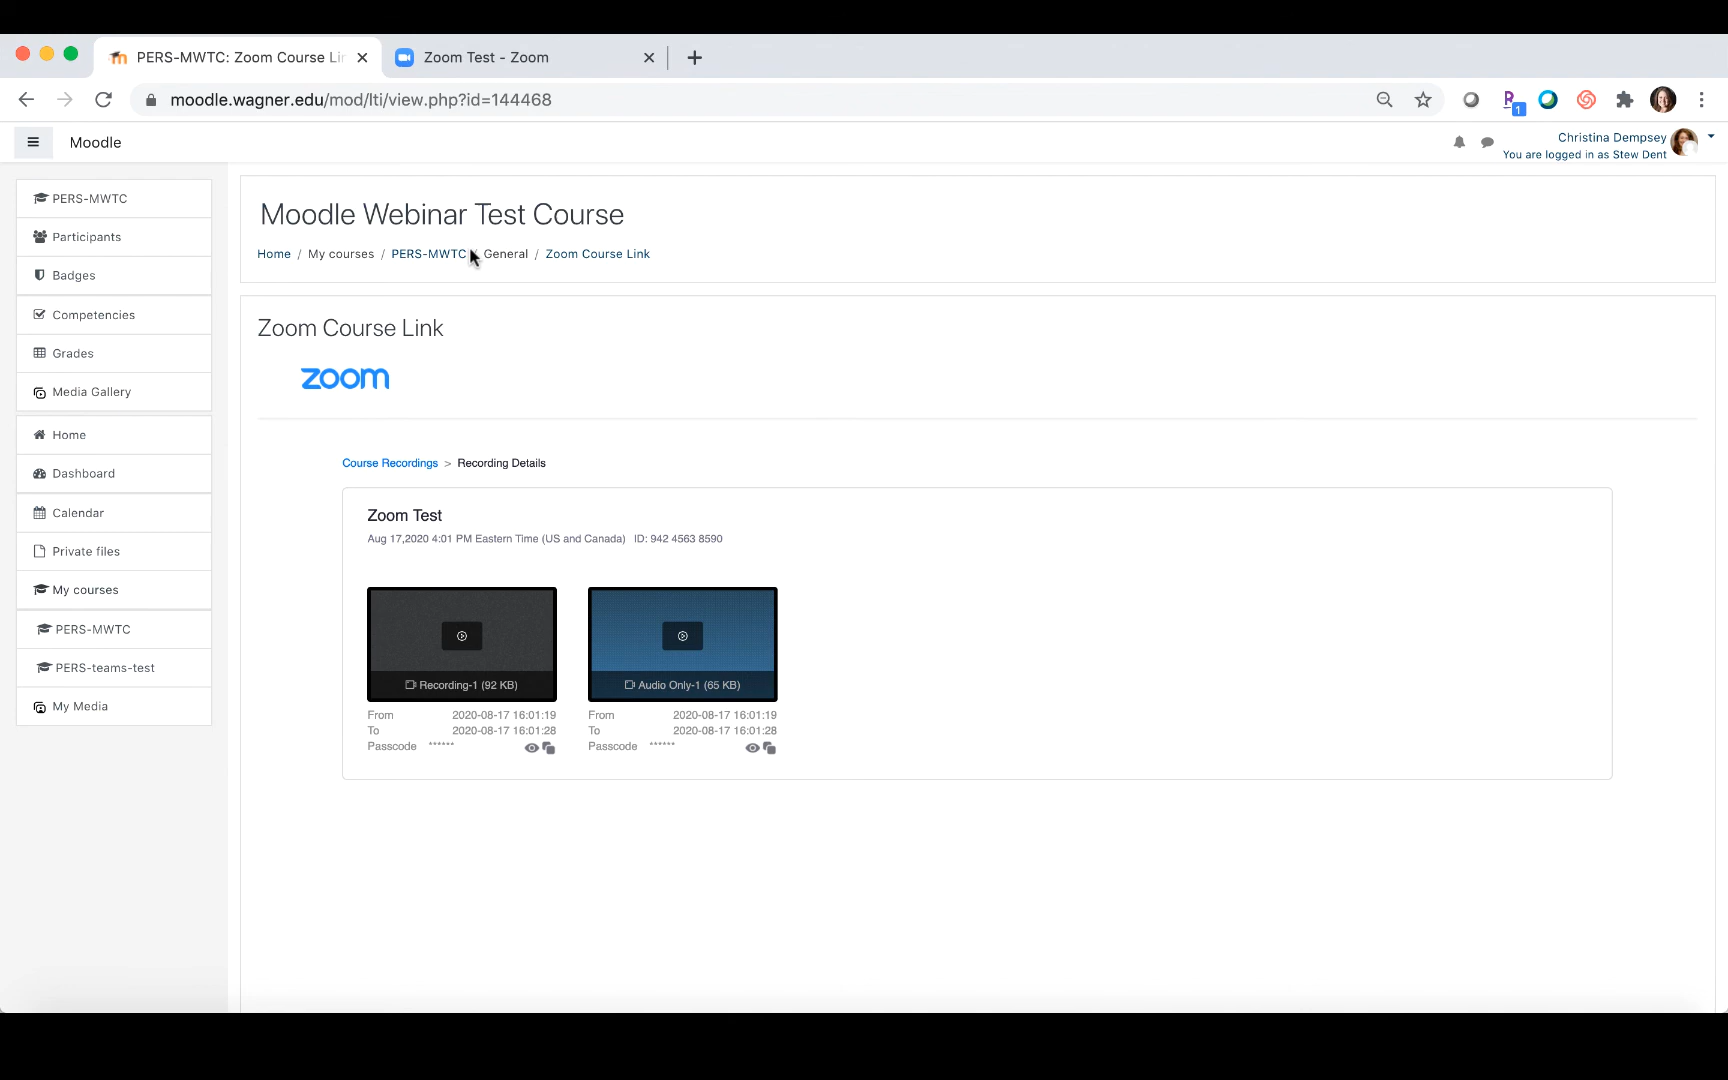 PERS-MWTC: Zoom Course Lin
Zoom Test - Zoom
moodle.wagner.edu/mod/lti/view.php?id=144468
1
Moodle
Christina Dempsey
You are logged in as Stew Dent
PERS-MWTC
Participants
Badges
Competencies
Grades
Media Gallery
Home
Dashboard
Calendar
Private files
My courses
PERS-MWTC
PERS-teams-test
My Media
Moodle Webinar Test Course
Home / My courses / PERS-MWTC / General / Zoom Course Link
Zoom Course Link
zoom
Course Recordings > Recording Details
Zoom Test
Aug 17,2020 4:01 PM Eastern Time (US and Canada) ID: 942 4563 8590
Recording-1 (92 KB)
From 2020-08-17 16:01:19
To 2020-08-17 16:01:28
Passcode ******
Audio Only-1 (65 KB)
From 2020-08-17 16:01:19
To 2020-08-17 16:01:28
Passcode ******